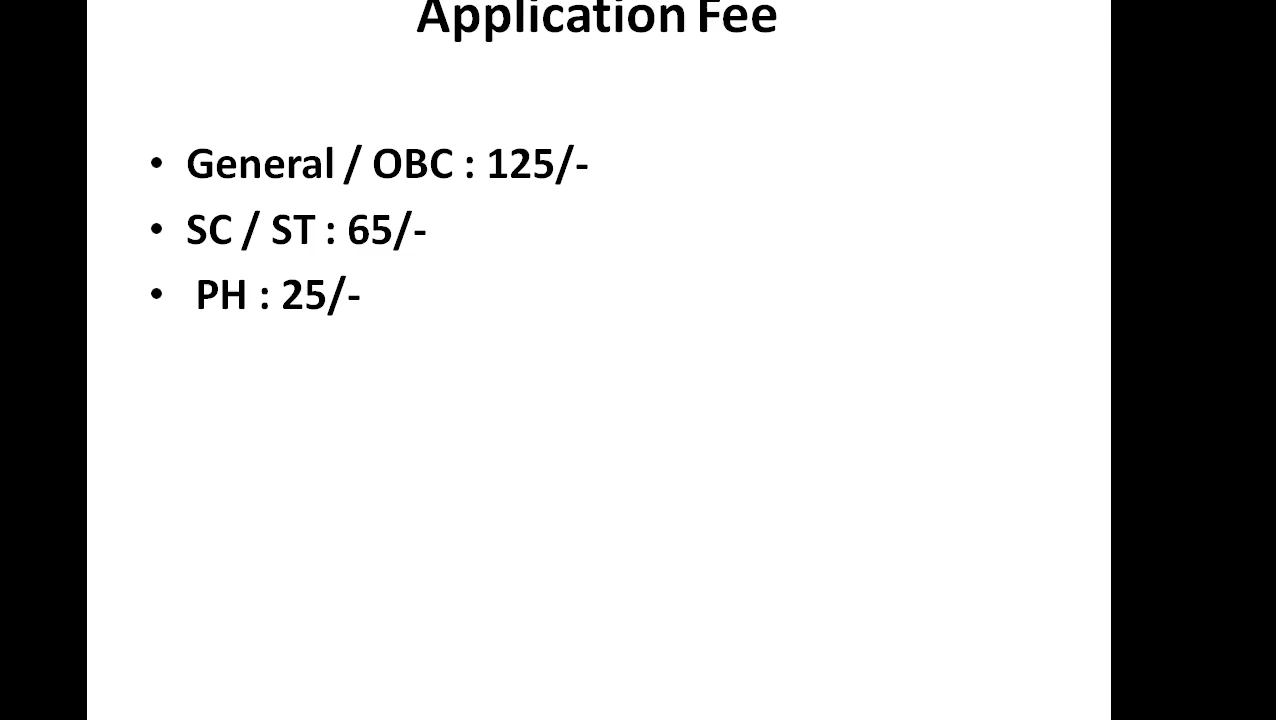 Application Fee
• General / OBC : 125/-
• SC / ST : 65/-
• PH : 25/-